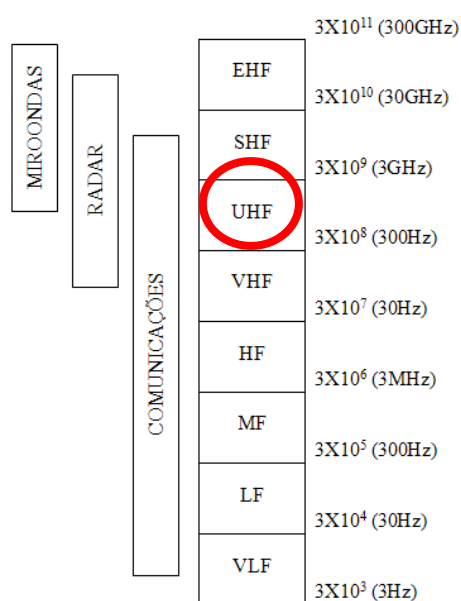 3X10¹¹ (300GHz)
EHF
3X10¹⁰ (30GHz)
SHF
3X10⁹ (3GHz)
UHF
3X10⁸ (300Hz)
VHF
3X10⁷ (30Hz)
HF
3X10⁶ (3MHz)
MF
3X10⁵ (300Hz)
LF
3X10⁴ (30Hz)
VLF
3X10³ (3Hz)
MIROONDAS
RADAR
COMUNICAÇÕES